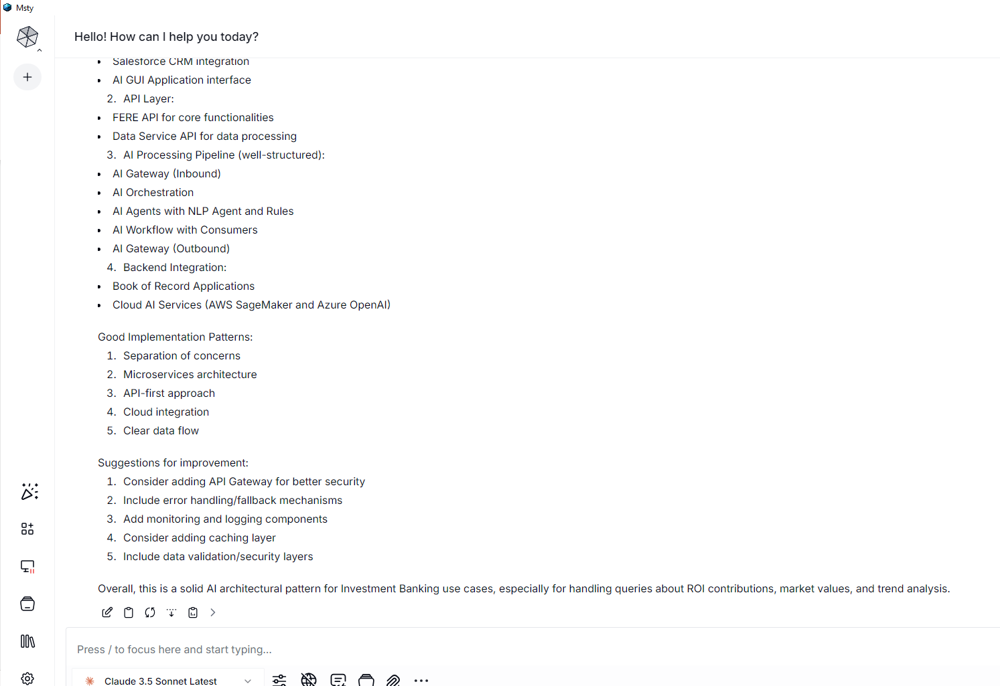 Msty
Hello! How can I help you today?
• Salesforce CRM integration
• AI GUI Application interface
2. API Layer:
• FERE API for core functionalities
• Data Service API for data processing
3. AI Processing Pipeline (well-structured):
• AI Gateway (Inbound)
• AI Orchestration
• AI Agents with NLP Agent and Rules
• AI Workflow with Consumers
• AI Gateway (Outbound)
4. Backend Integration:
• Book of Record Applications
• Cloud AI Services (AWS SageMaker and Azure OpenAI)
Good Implementation Patterns:
1. Separation of concerns
2. Microservices architecture
3. API-first approach
4. Cloud integration
5. Clear data flow
Suggestions for improvement:
1. Consider adding API Gateway for better security
2. Include error handling/fallback mechanisms
3. Add monitoring and logging components
4. Consider adding caching layer
5. Include data validation/security layers
Overall, this is a solid AI architectural pattern for Investment Banking use cases, especially for handling queries about ROI contributions, market values, and trend analysis.
Press / to focus here and start typing...
Claude 3.5 Sonnet Latest